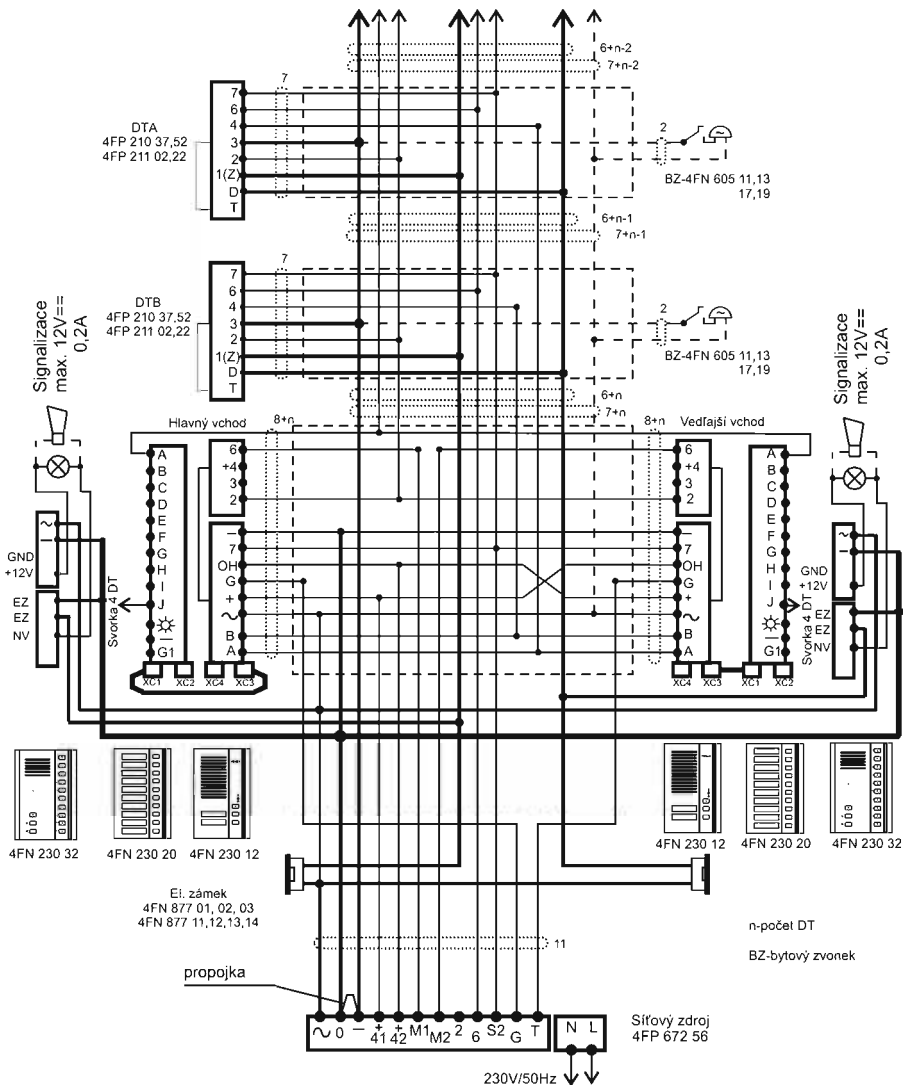 6+n-2
7+n-2
7
7
6
4
3
2
1(Z)
D
T
DTA
4FP 210 37,52
4FP 211 02,22
2
BZ-4FN 605 11,13
17,19
6+n-1
7+n-1
7
7
6
4
3
2
1(Z)
D
T
DTB
4FP 210 37,52
4FP 211 02,22
2
BZ-4FN 605 11,13
17,19
Signalizace
max. 12V==
0,2A
Signalizace
max. 12V==
0,2A
6+n
7+n
Hlavný vchod
8+n
8+n
Vedľajší vchod
A
B
C
D
E
F
G
H
I
J
—
G1
XC1
XC2
6
+4
3
2
—
7
OH
G
+
~
B
A
XC4
XC3
6
+4
3
2
—
7
OH
G
+
~
B
A
XC4
XC3
A
B
C
D
E
F
G
H
I
J
—
G1
XC1
XC2
~
—
GND
+12V
EZ
EZ
NV
Svorka 4 DT
~
—
GND
+12V
EZ
EZ
NV
Svorka 4 DT
4FN 230 32
4FN 230 20
4FN 230 12
4FN 230 12
4FN 230 20
4FN 230 32
El. zámek
4FN 877 01, 02, 03
4FN 877 11,12,13,14
n-počet DT
BZ-bytový zvonek
11
propojka
~ 0 — +41 +42 M1 M2 2 6 S2 G T
N L
Síťový zdroj
4FP 672 56
230V/50Hz